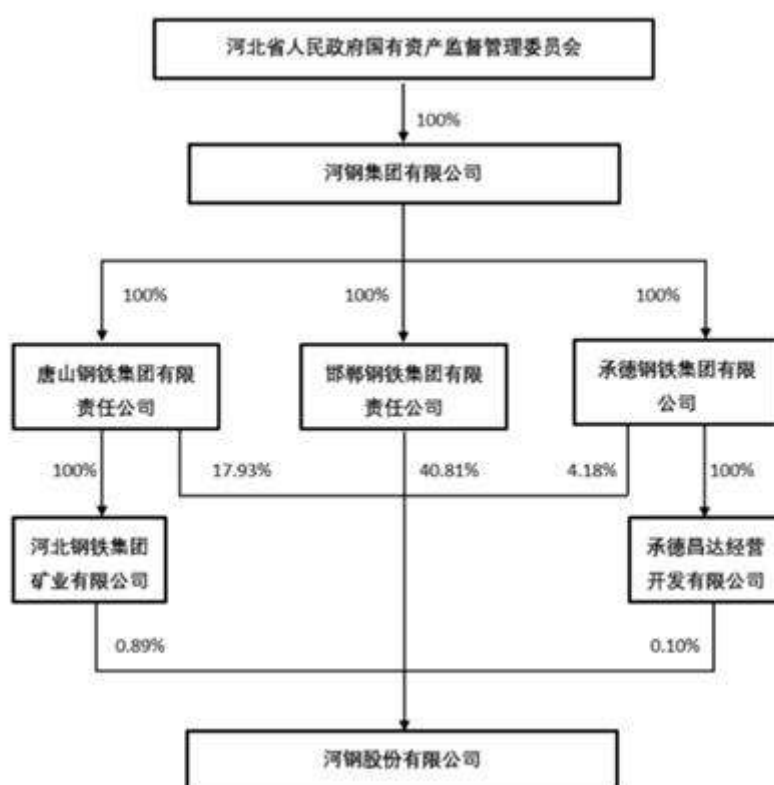 河北省人民政府国有资产监督管理委员会
100%
河钢集团有限公司
100%
100%
100%
唐山钢铁集团有限
责任公司
邯郸钢铁集团有限
责任公司
承德钢铁集团有限
公司
100%
17.93%
40.81%
4.18%
100%
河北钢铁集团
矿业有限公司
承德昌达经营
开发有限公司
0.89%
0.10%
河钢股份有限公司